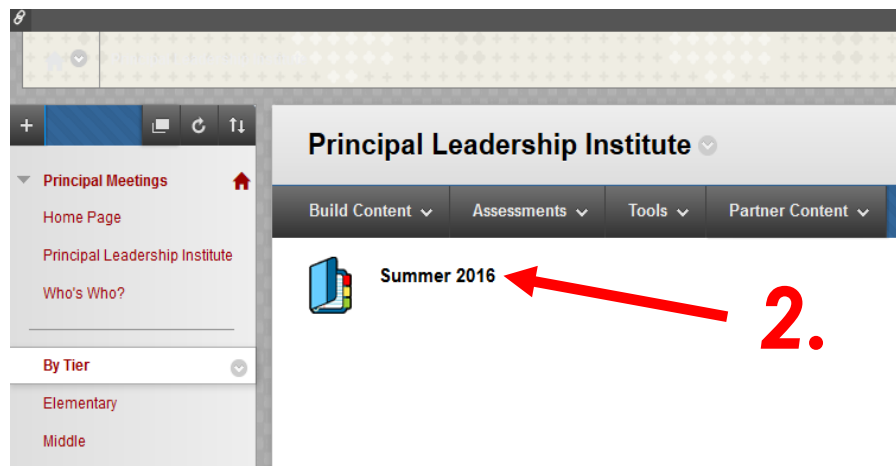 Principal Leadership Institute
Principal Meetings
Home Page
Principal Leadership Institute
Who's Who?
By Tier
Elementary
Middle
Build Content Assessments Tools Partner Content
Summer 2016
2.